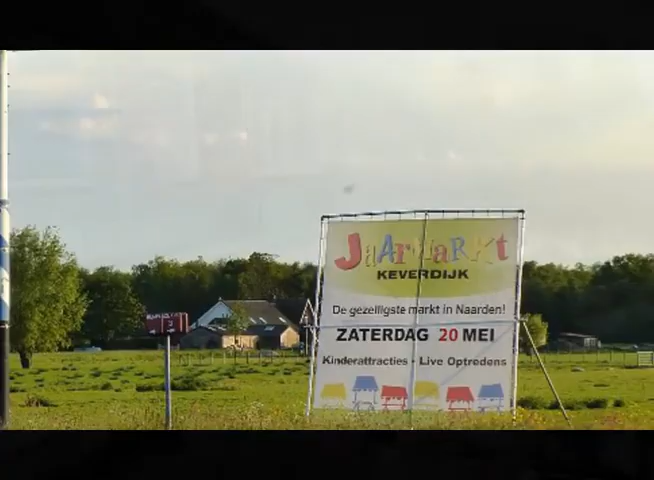 JaarMaRKt
KEVERDIJK
De gezelligste markt in Naarden!
ZATERDAG 20 MEI
Kinderattracties - Live Optredens